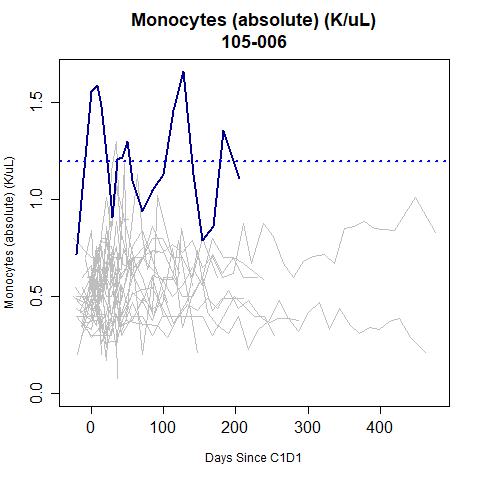 Monocytes (absolute) (K/uL)
105-006
Monocytes (absolute) (K/uL)
1.5
1.0
0.5
0.0
0 100 200 300 400
Days Since C1D1